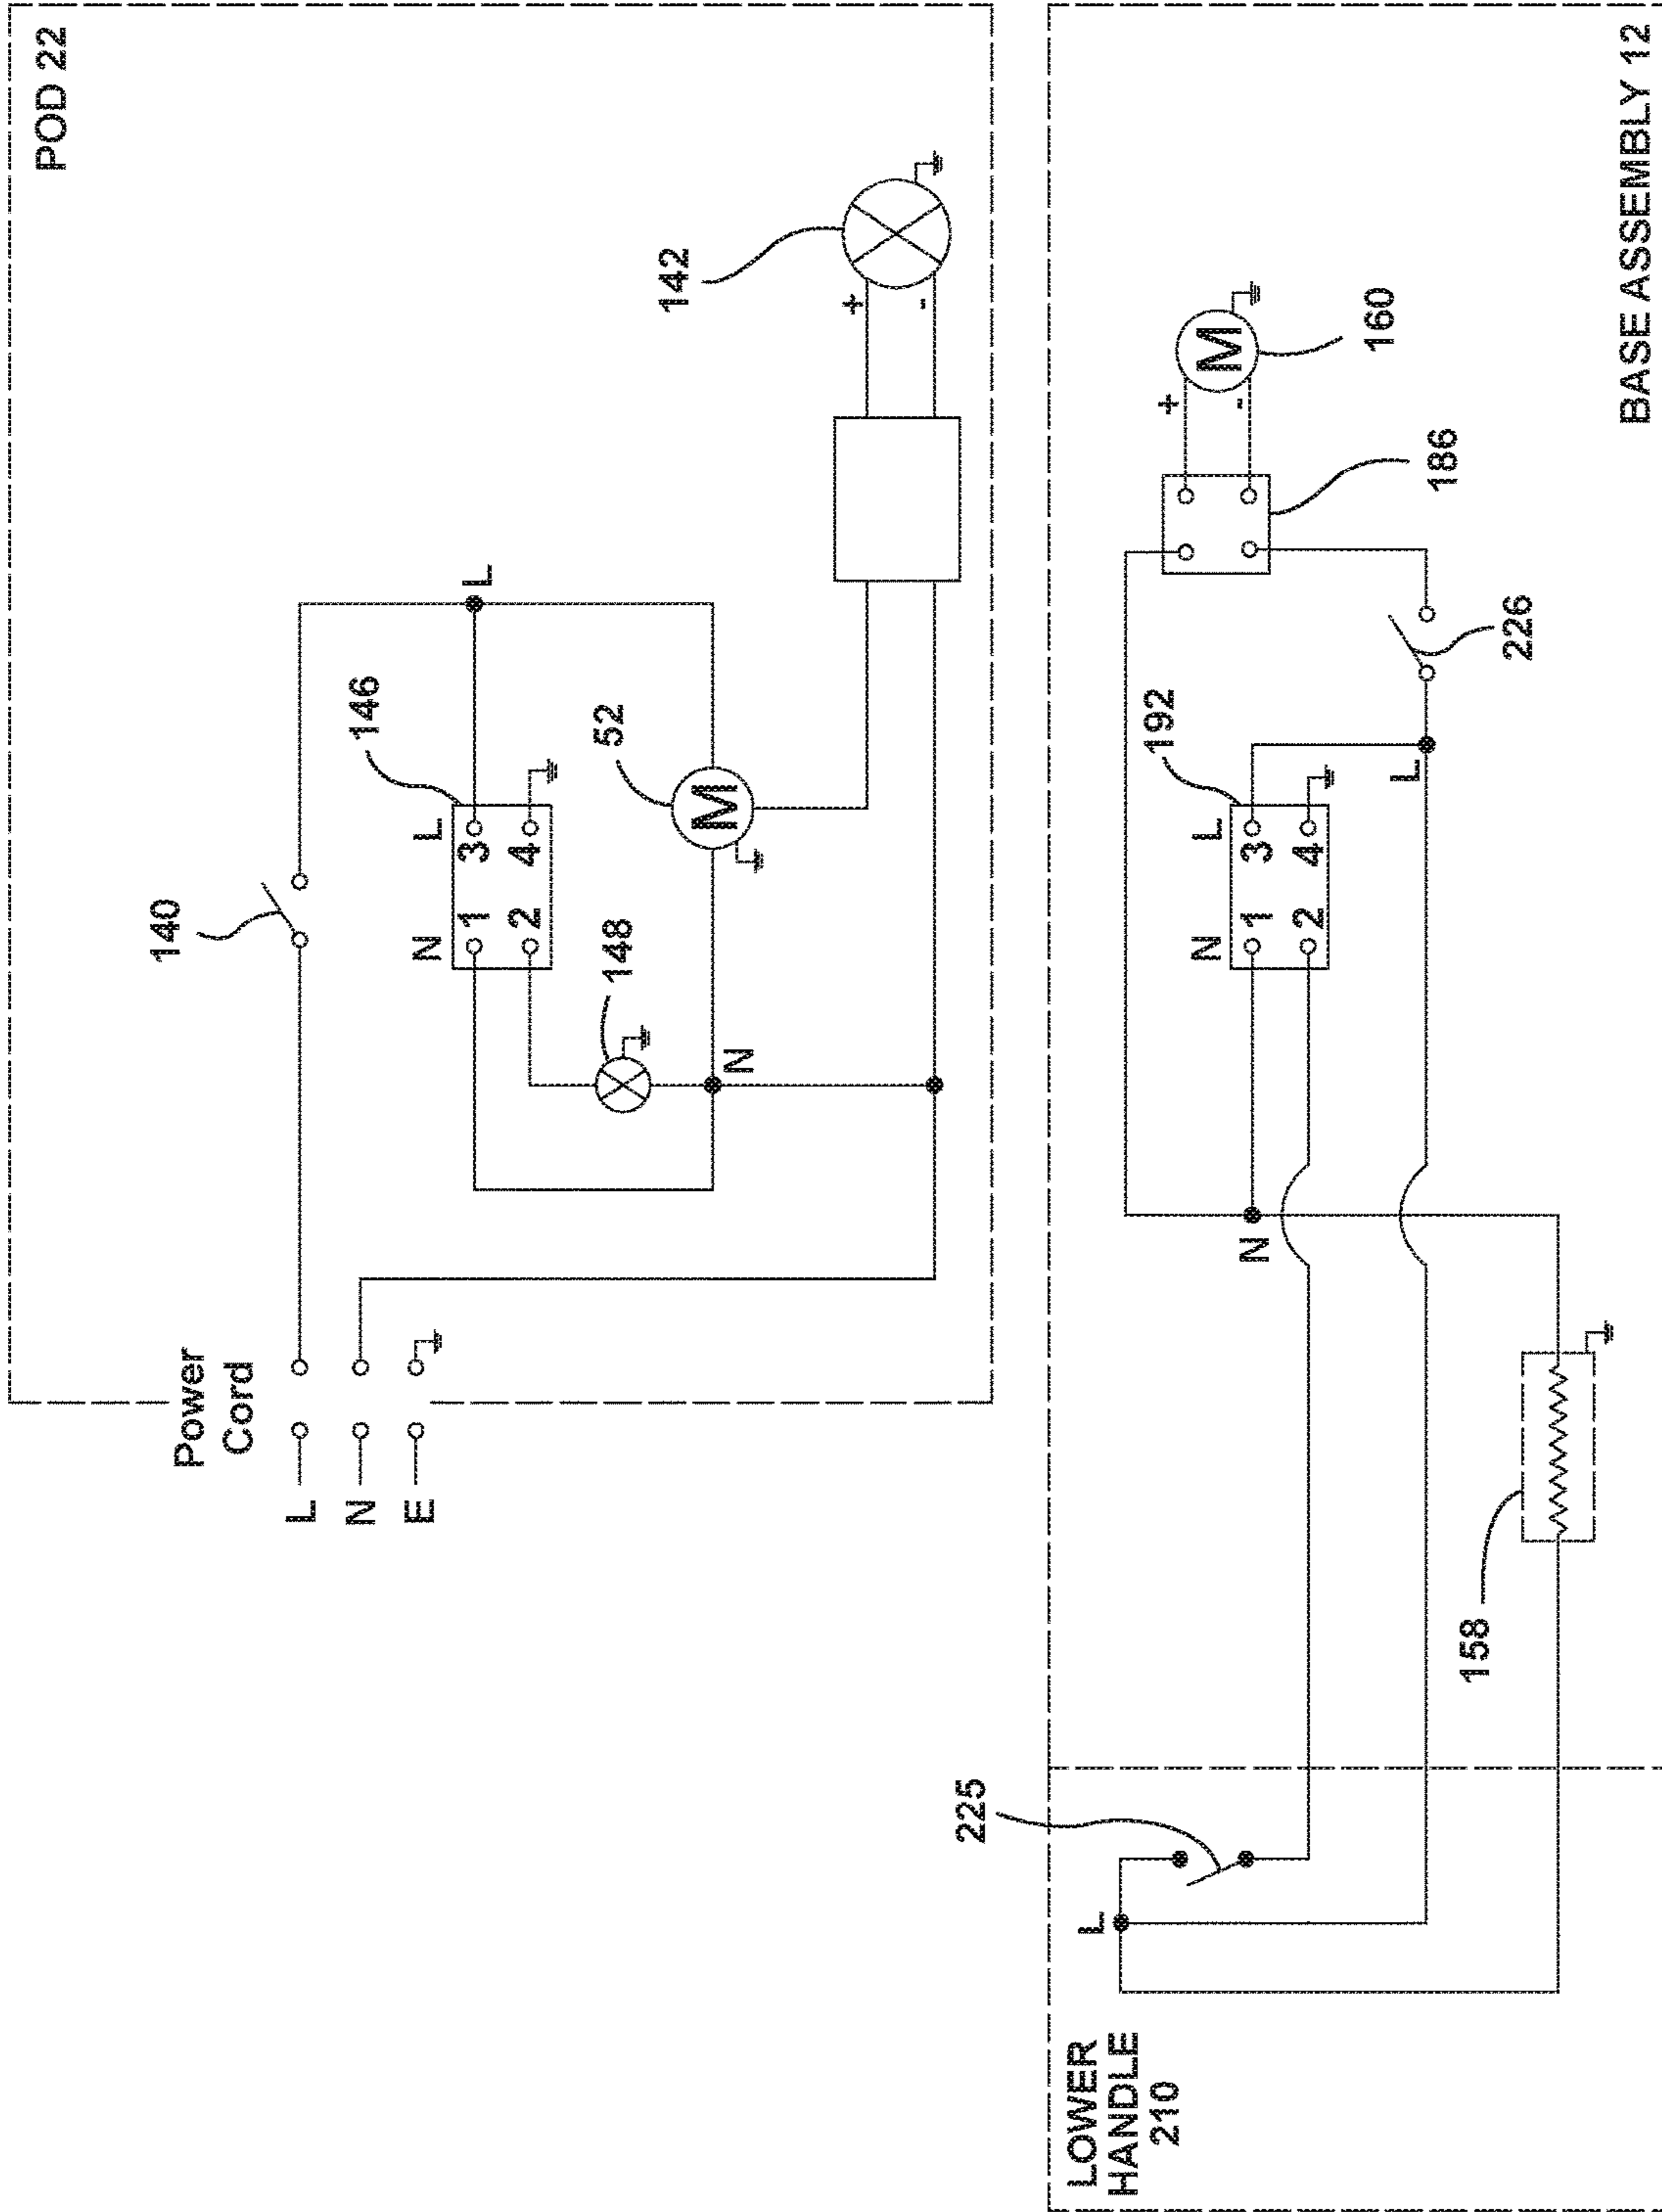 POD 22
Power
Cord
L
N
E
140
L
146
N
L
1
3
2
4
148
52
M
N
142
+
-
BASE ASSEMBLY 12
LOWER
HANDLE
210
L
225
158
N
192
N
L
1
3
2
4
L
226
186
+
-
M
160